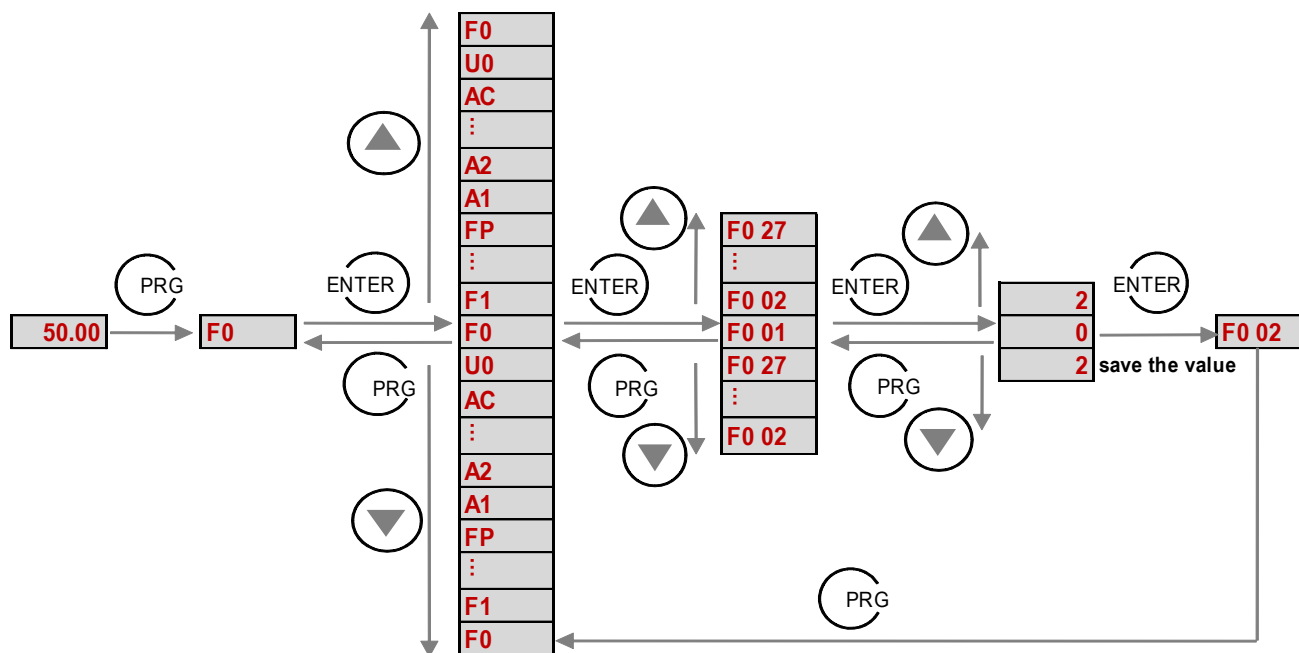 50.00
PRG
F0
ENTER
PRG
F0
U0
AC
⋮
A2
A1
FP
⋮
F1
F0
U0
AC
⋮
A2
A1
FP
⋮
F1
F0
ENTER
PRG
F0 27
⋮
F0 02
F0 01
F0 27
⋮
F0 02
ENTER
PRG
2
0
2
save the value
ENTER
F0 02
PRG